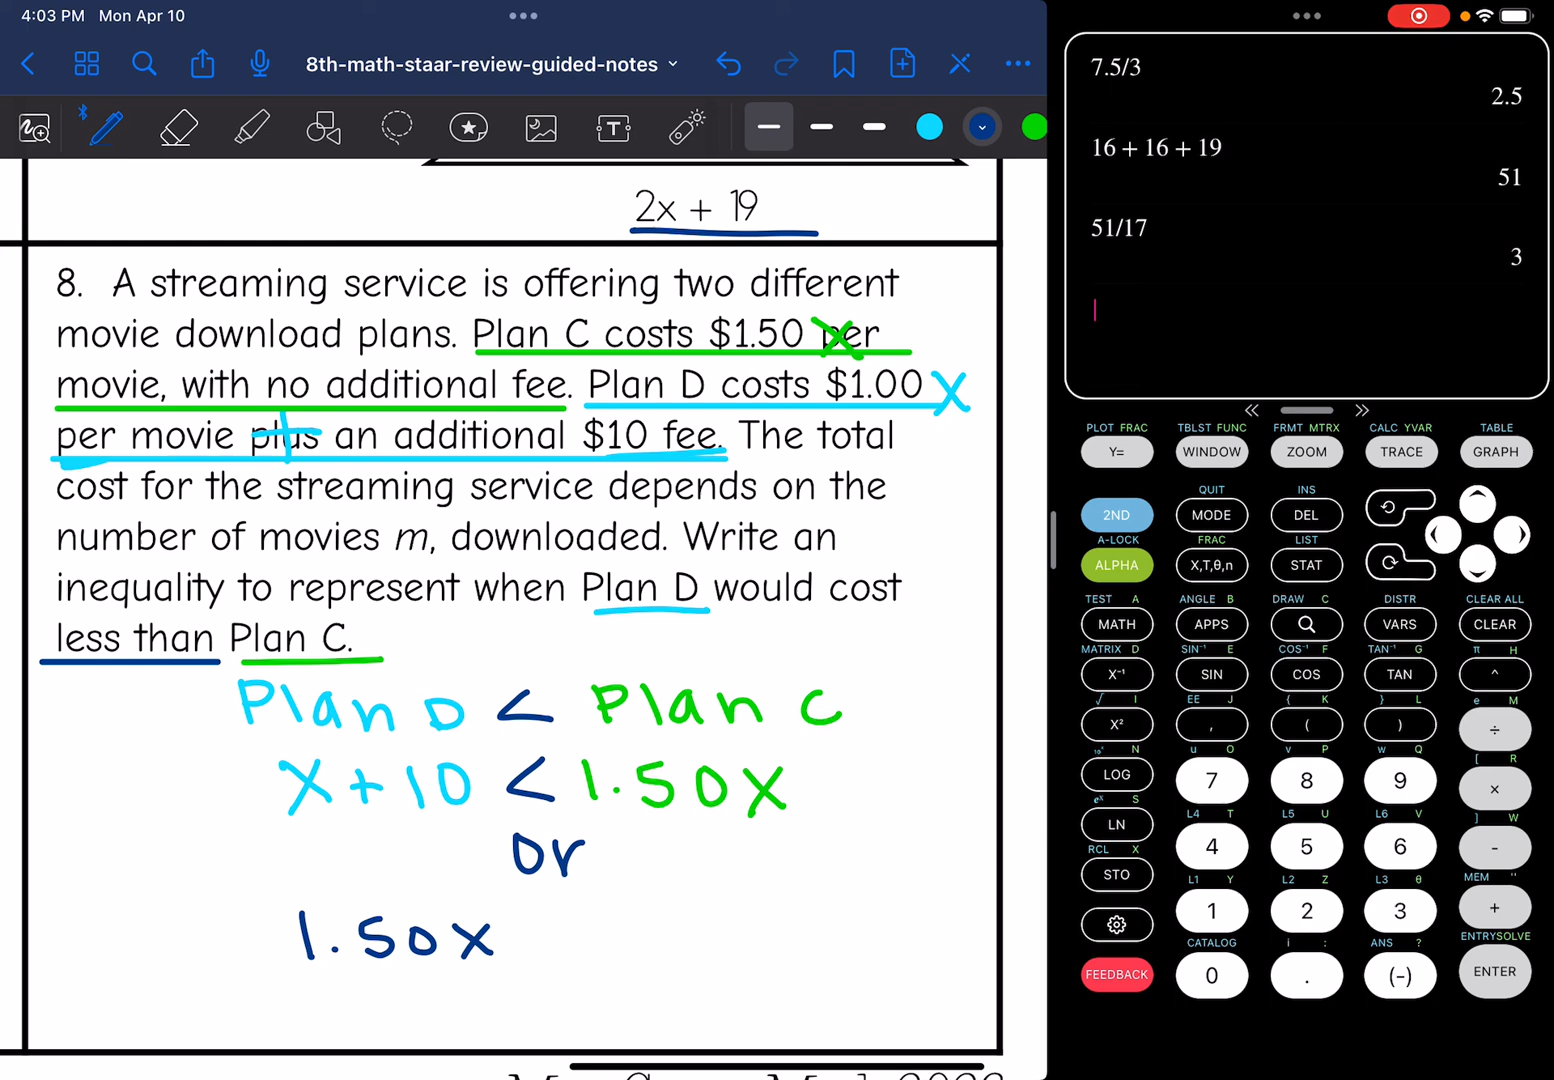 4:03 PM Mon Apr 10
8th-math-staar-review-guided-notes
2x + 19
8. A streaming service is offering two different
movie download plans. Plan C costs $1.50 per
x
movie, with no additional fee. Plan D costs $1.00
x
per movie plus an additional $10 fee. The total
+
cost for the streaming service depends on the
number of movies m, downloaded. Write an
inequality to represent when Plan D would cost
less than Plan C.
Plan D < Plan C
x + 10 < 1.50x
or
1.50x
7.5/3
2.5
16 + 16 + 19
51
51/17
3
PLOT FRAC TBLST FUNC FRMT MTRX CALC YVAR TABLE
Y= WINDOW ZOOM TRACE GRAPH
QUIT INS
2ND MODE DEL
A-LOCK FRAC LIST
ALPHA X,T,θ,n STAT
TEST A ANGLE B DRAW C DISTR CLEAR ALL
MATH APPS VARS CLEAR
MATRIX D SIN⁻¹ E COS⁻¹ F TAN⁻¹ G π H
X⁻¹ SIN COS TAN ^
√ I EE J { K } L e M
X² , ( ) ÷
10ˣ N u O v P w Q [ R
LOG 7 8 9 ×
eˣ S L4 T L5 U L6 V ] W
LN 4 5 6 -
RCL X L1 Y L2 Z L3 θ MEM "
STO 1 2 3 +
CATALOG i : ANS ? ENTRY SOLVE
FEEDBACK 0 . (-) ENTER